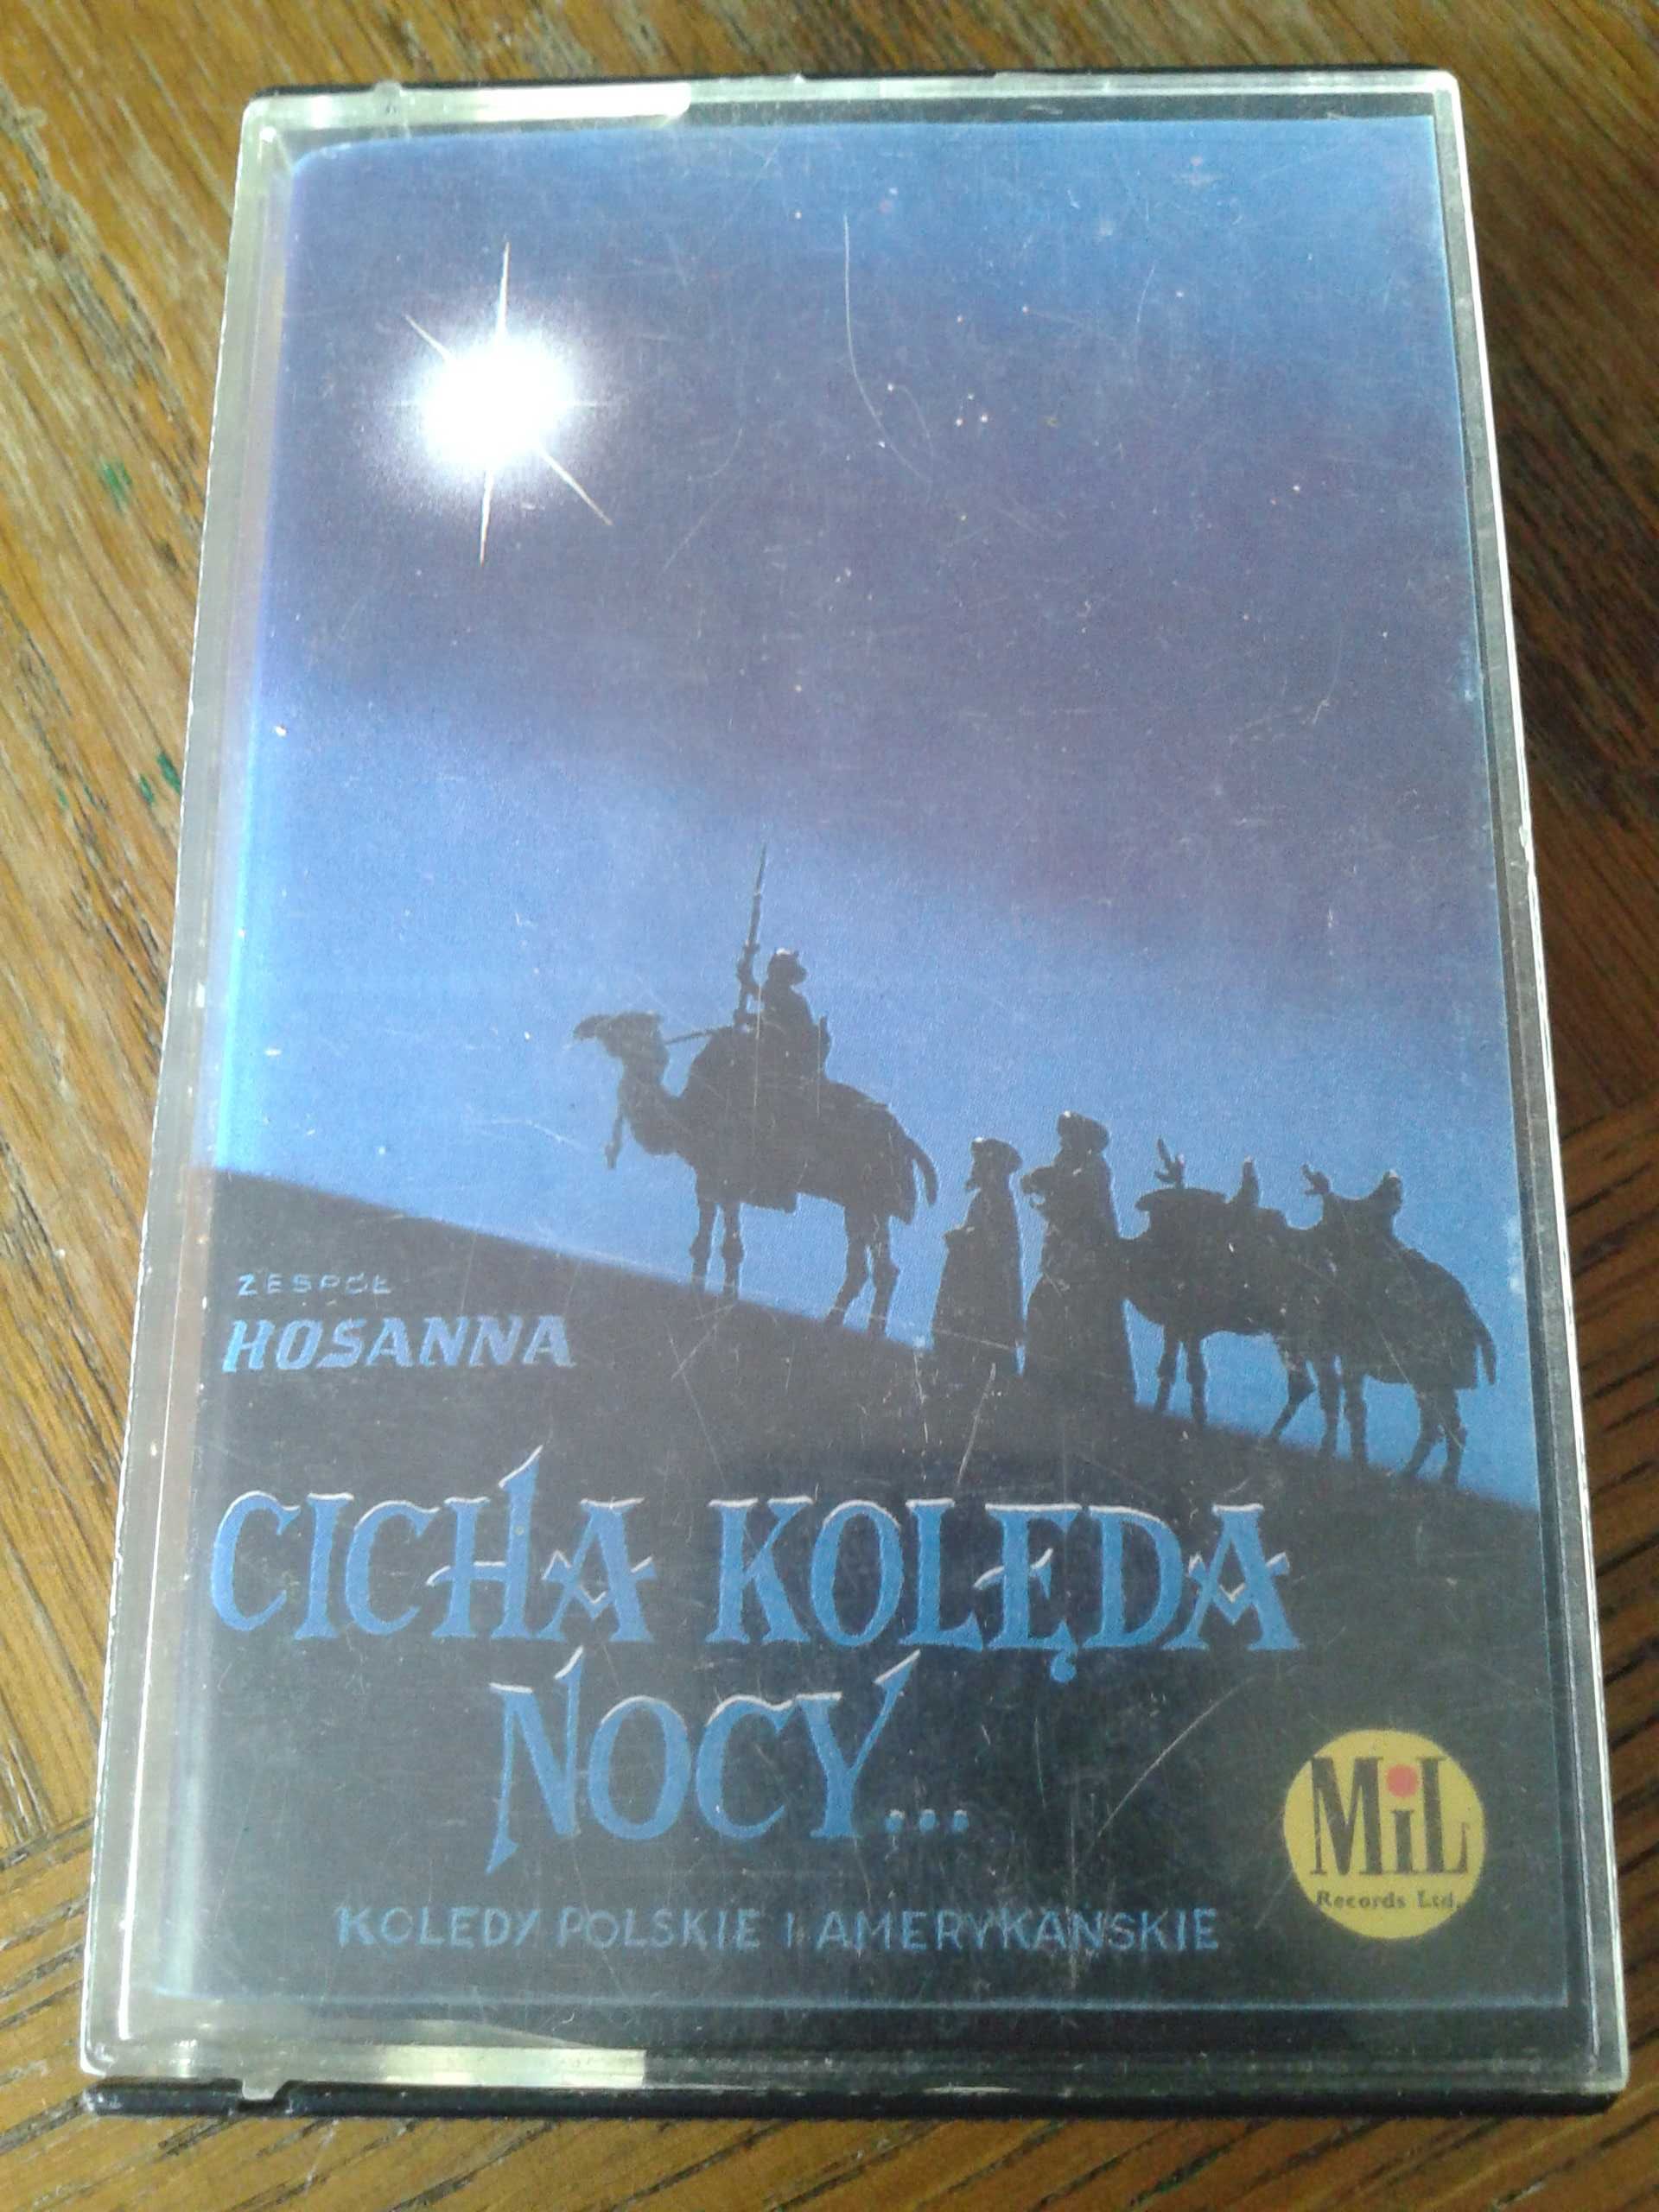 ZESPÓŁ
HOSANNA
CICHA KOLĘDA
NOCY...
KOLĘDY POLSKIE I AMERYKAŃSKIE
MiL
Records Ltd.